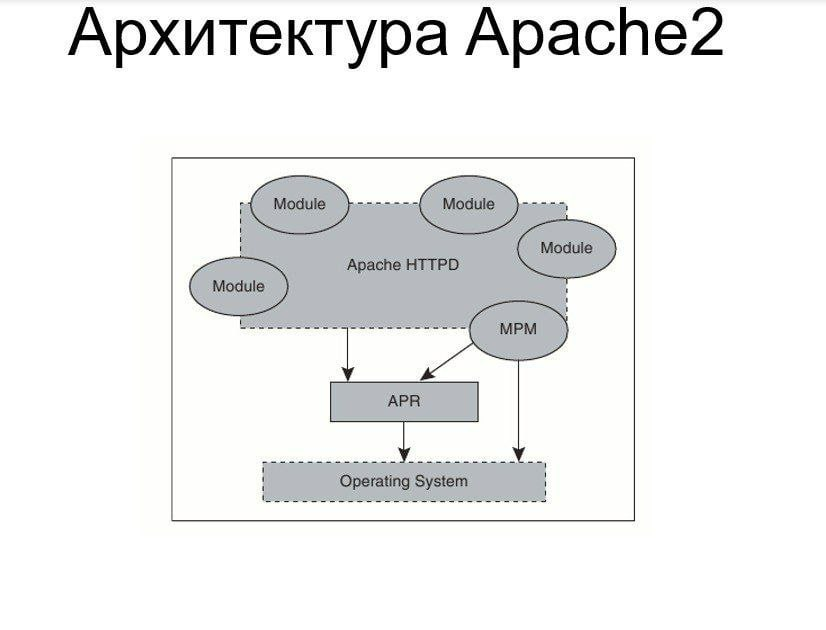 Архитектура Apache2
Module
Module
Module
Apache HTTPD
Module
MPM
APR
Operating System